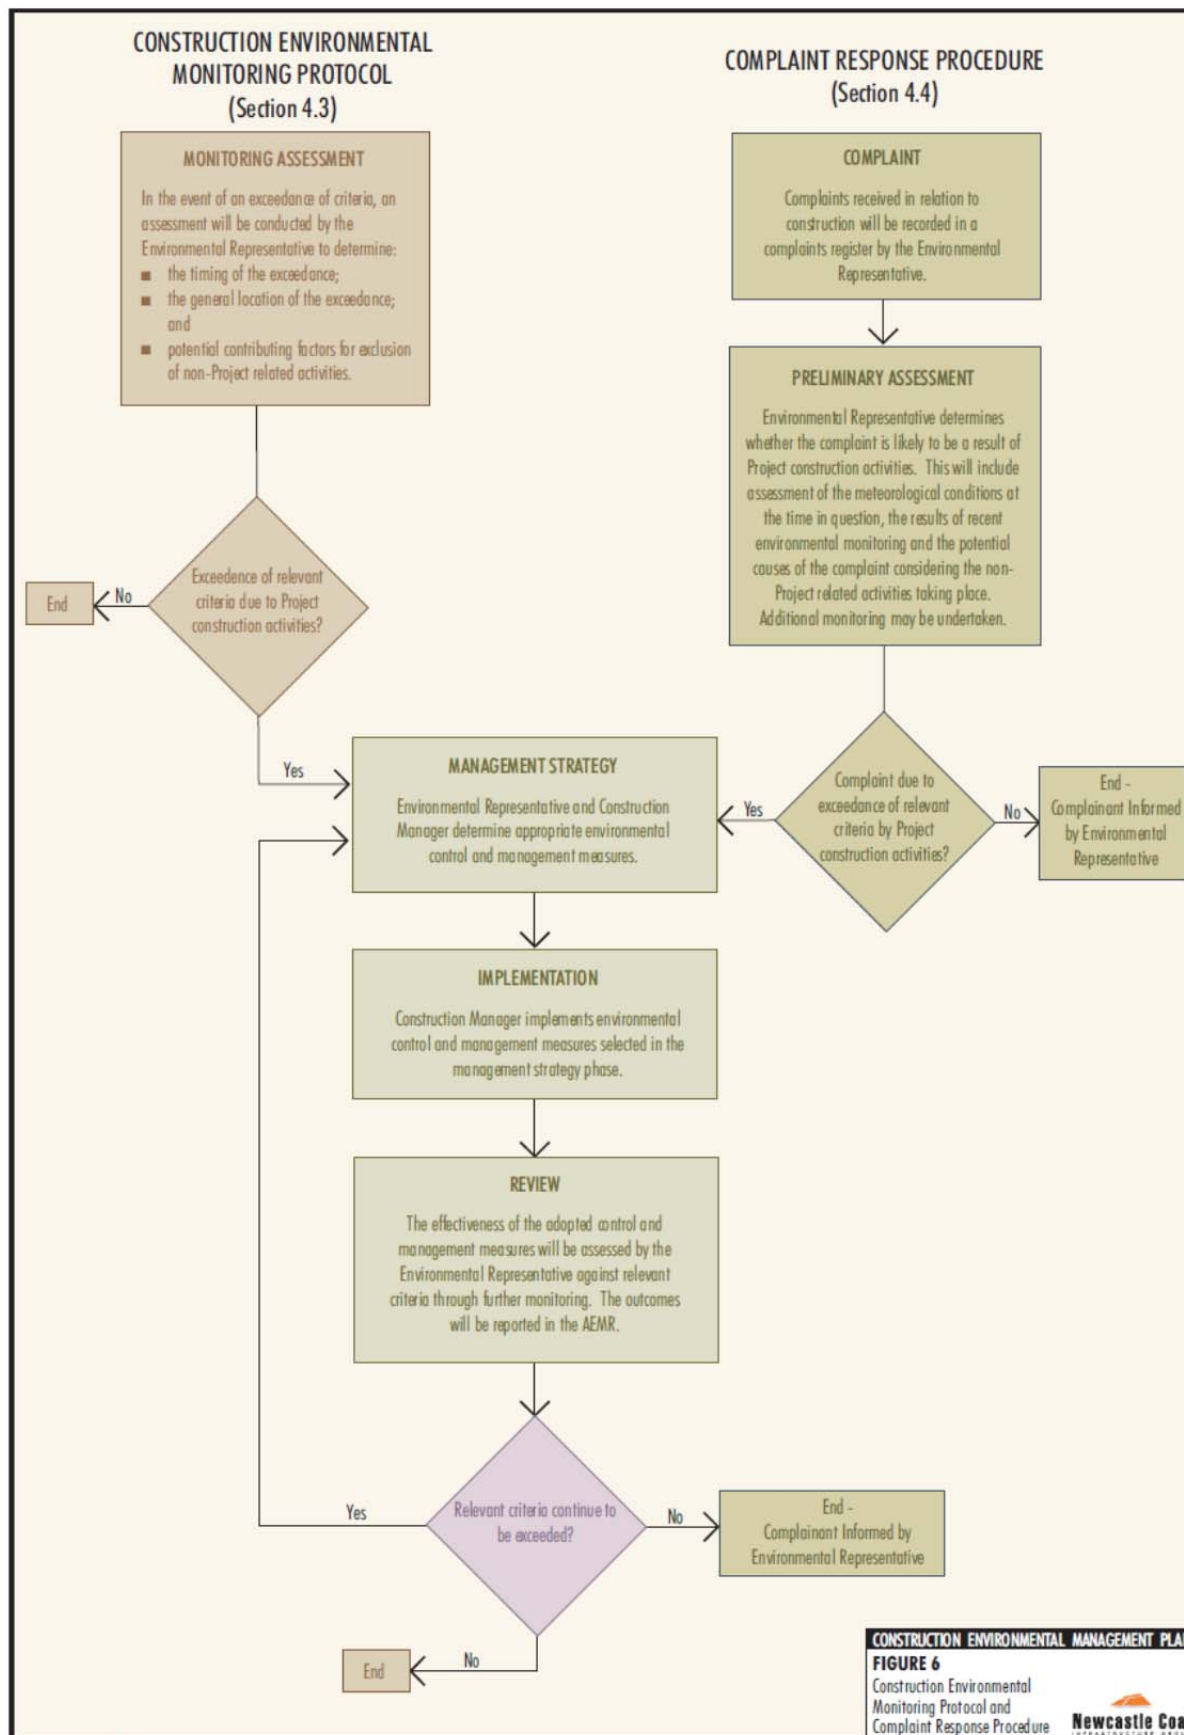 CONSTRUCTION ENVIRONMENTAL
MONITORING PROTOCOL
(Section 4.3)
MONITORING ASSESSMENT
In the event of an exceedance of criteria, an
assessment will be conducted by the
Environmental Representative to determine:
■ the timing of the exceedance;
■ the general location of the exceedance;
and
■ potential contributing factors for exclusion
of non-Project related activities.
Exceedence of relevant
criteria due to Project
construction activities?
No
End
Yes
COMPLAINT RESPONSE PROCEDURE
(Section 4.4)
COMPLAINT
Complaints received in relation to
construction will be recorded in a
complaints register by the Environmental
Representative.
PRELIMINARY ASSESSMENT
Environmental Representative determines
whether the complaint is likely to be a result of
Project construction activities. This will include
assessment of the meteorological conditions at
the time in question, the results of recent
environmental monitoring and the potential
causes of the complaint considering the non-
Project related activities taking place.
Additional monitoring may be undertaken.
Complaint due to
exceedance of relevant
criteria by Project
construction activities?
Yes
No
End -
Complainant Informed
by Environmental
Representative
MANAGEMENT STRATEGY
Environmental Representative and Construction
Manager determine appropriate environmental
control and management measures.
IMPLEMENTATION
Construction Manager implements environmental
control and management measures selected in the
management strategy phase.
REVIEW
The effectiveness of the adopted control and
management measures will be assessed by the
Environmental Representative against relevant
criteria through further monitoring. The outcomes
will be reported in the AEMR.
Relevant criteria continue to
be exceeded?
Yes
No
End -
Complainant Informed by
Environmental Representative
No
End
CONSTRUCTION ENVIRONMENTAL MANAGEMENT PLA
FIGURE 6
Construction Environmental
Monitoring Protocol and
Complaint Response Procedure
Newcastle Coa